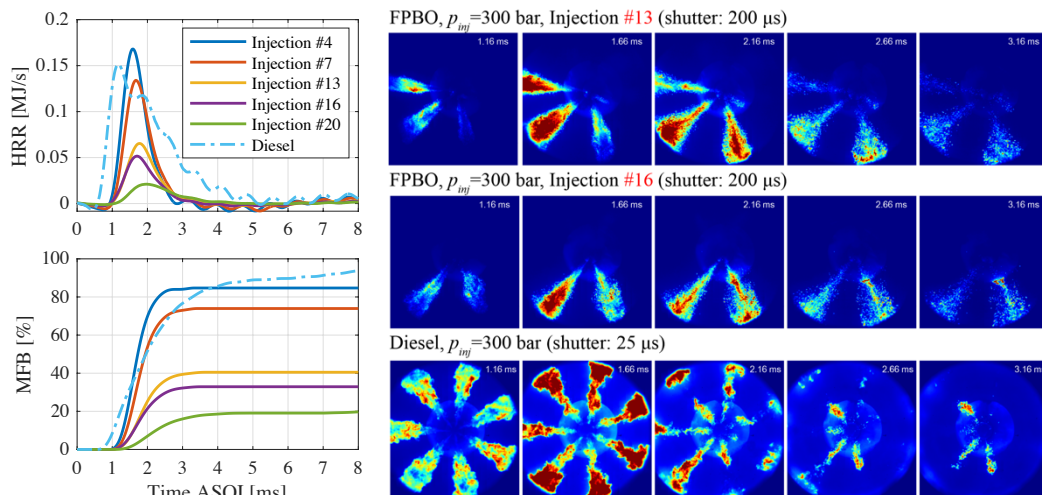 HRR [MJ/s]
0.2
0.15
0.1
0.05
0
0 1 2 3 4 5 6 7 8
Injection #4
Injection #7
Injection #13
Injection #16
Injection #20
Diesel
MFB [%]
100
80
60
40
20
0
0 1 2 3 4 5 6 7 8
Time ASOI [ms]
FPBO, p_inj=300 bar, Injection #13 (shutter: 200 µs)
1.16 ms 1.66 ms 2.16 ms 2.66 ms 3.16 ms
FPBO, p_inj=300 bar, Injection #16 (shutter: 200 µs)
1.16 ms 1.66 ms 2.16 ms 2.66 ms 3.16 ms
Diesel, p_inj=300 bar (shutter: 25 µs)
1.16 ms 1.66 ms 2.16 ms 2.66 ms 3.16 ms